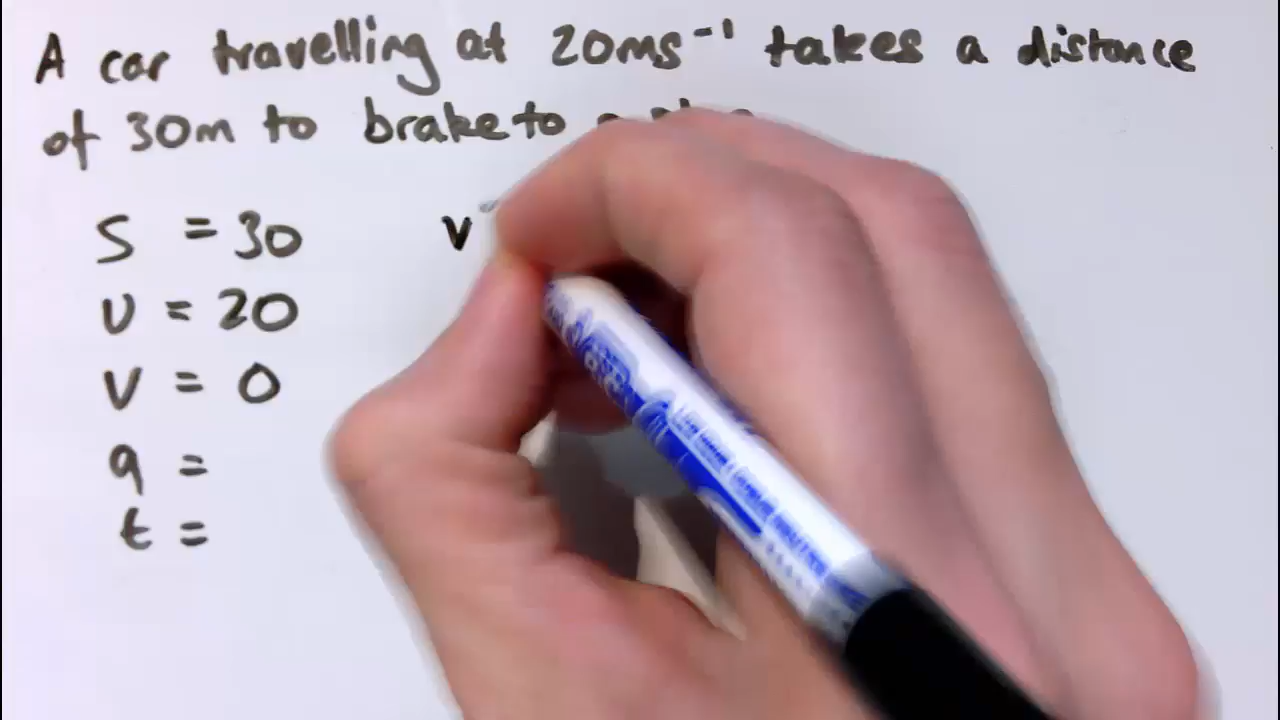 A car travelling at 20ms⁻¹ takes a distance
of 30m to brake to a
S = 30
U = 20
V = 0
a =
t =
V